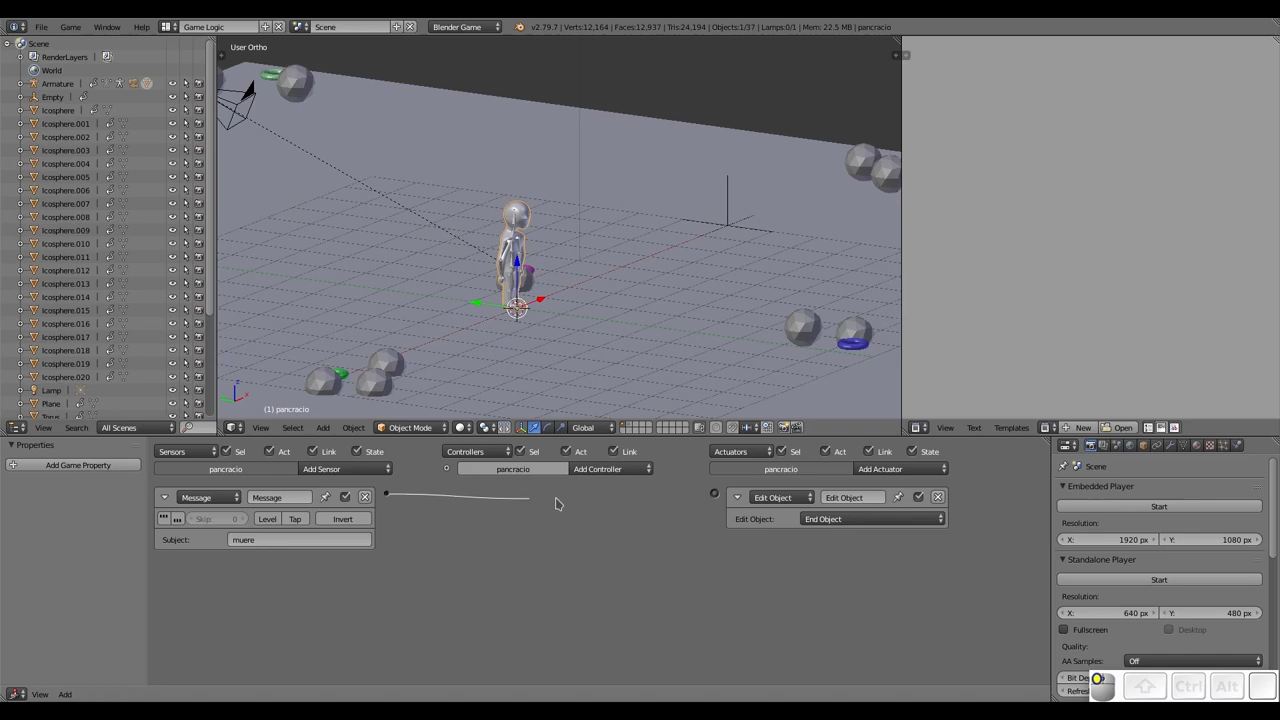 File Game Window Help Game Logic Scene Blender Game v2.79.7 | Verts:12,164 | Faces:12,937 | Tris:24,194 | Objects:1/37 | Lamps:0/1 | Mem: 22.5 MB | pancracio
Scene
RenderLayers |
World
Armature |
Empty |
Icosphere |
Icosphere.001 |
Icosphere.002 |
Icosphere.003 |
Icosphere.004 |
Icosphere.005 |
Icosphere.006 |
Icosphere.007 |
Icosphere.008 |
Icosphere.009 |
Icosphere.010 |
Icosphere.011 |
Icosphere.012 |
Icosphere.013 |
Icosphere.014 |
Icosphere.015 |
Icosphere.016 |
Icosphere.017 |
Icosphere.018 |
Icosphere.019 |
Icosphere.020 |
Lamp |
Plane |
Torus
User Ortho
(1) pancracio
View Search All Scenes
View Select Add Object Object Mode Global
View Text Templates New Open
Properties
Add Game Property
Sensors Sel Act Link State
pancracio Add Sensor
Message Message
Skip: 0 Level Tap Invert
Subject: muere
Controllers Sel Act Link
pancracio Add Controller
Actuators Sel Act Link State
pancracio Add Actuator
Edit Object Edit Object
Edit Object: End Object
View Add
Scene
Embedded Player
Start
Resolution:
X: 1920 px Y: 1080 px
Standalone Player
Start
Resolution:
X: 640 px Y: 480 px
Fullscreen Desktop
Quality:
AA Samples: Off
Bit De
Refres
Ctrl Alt